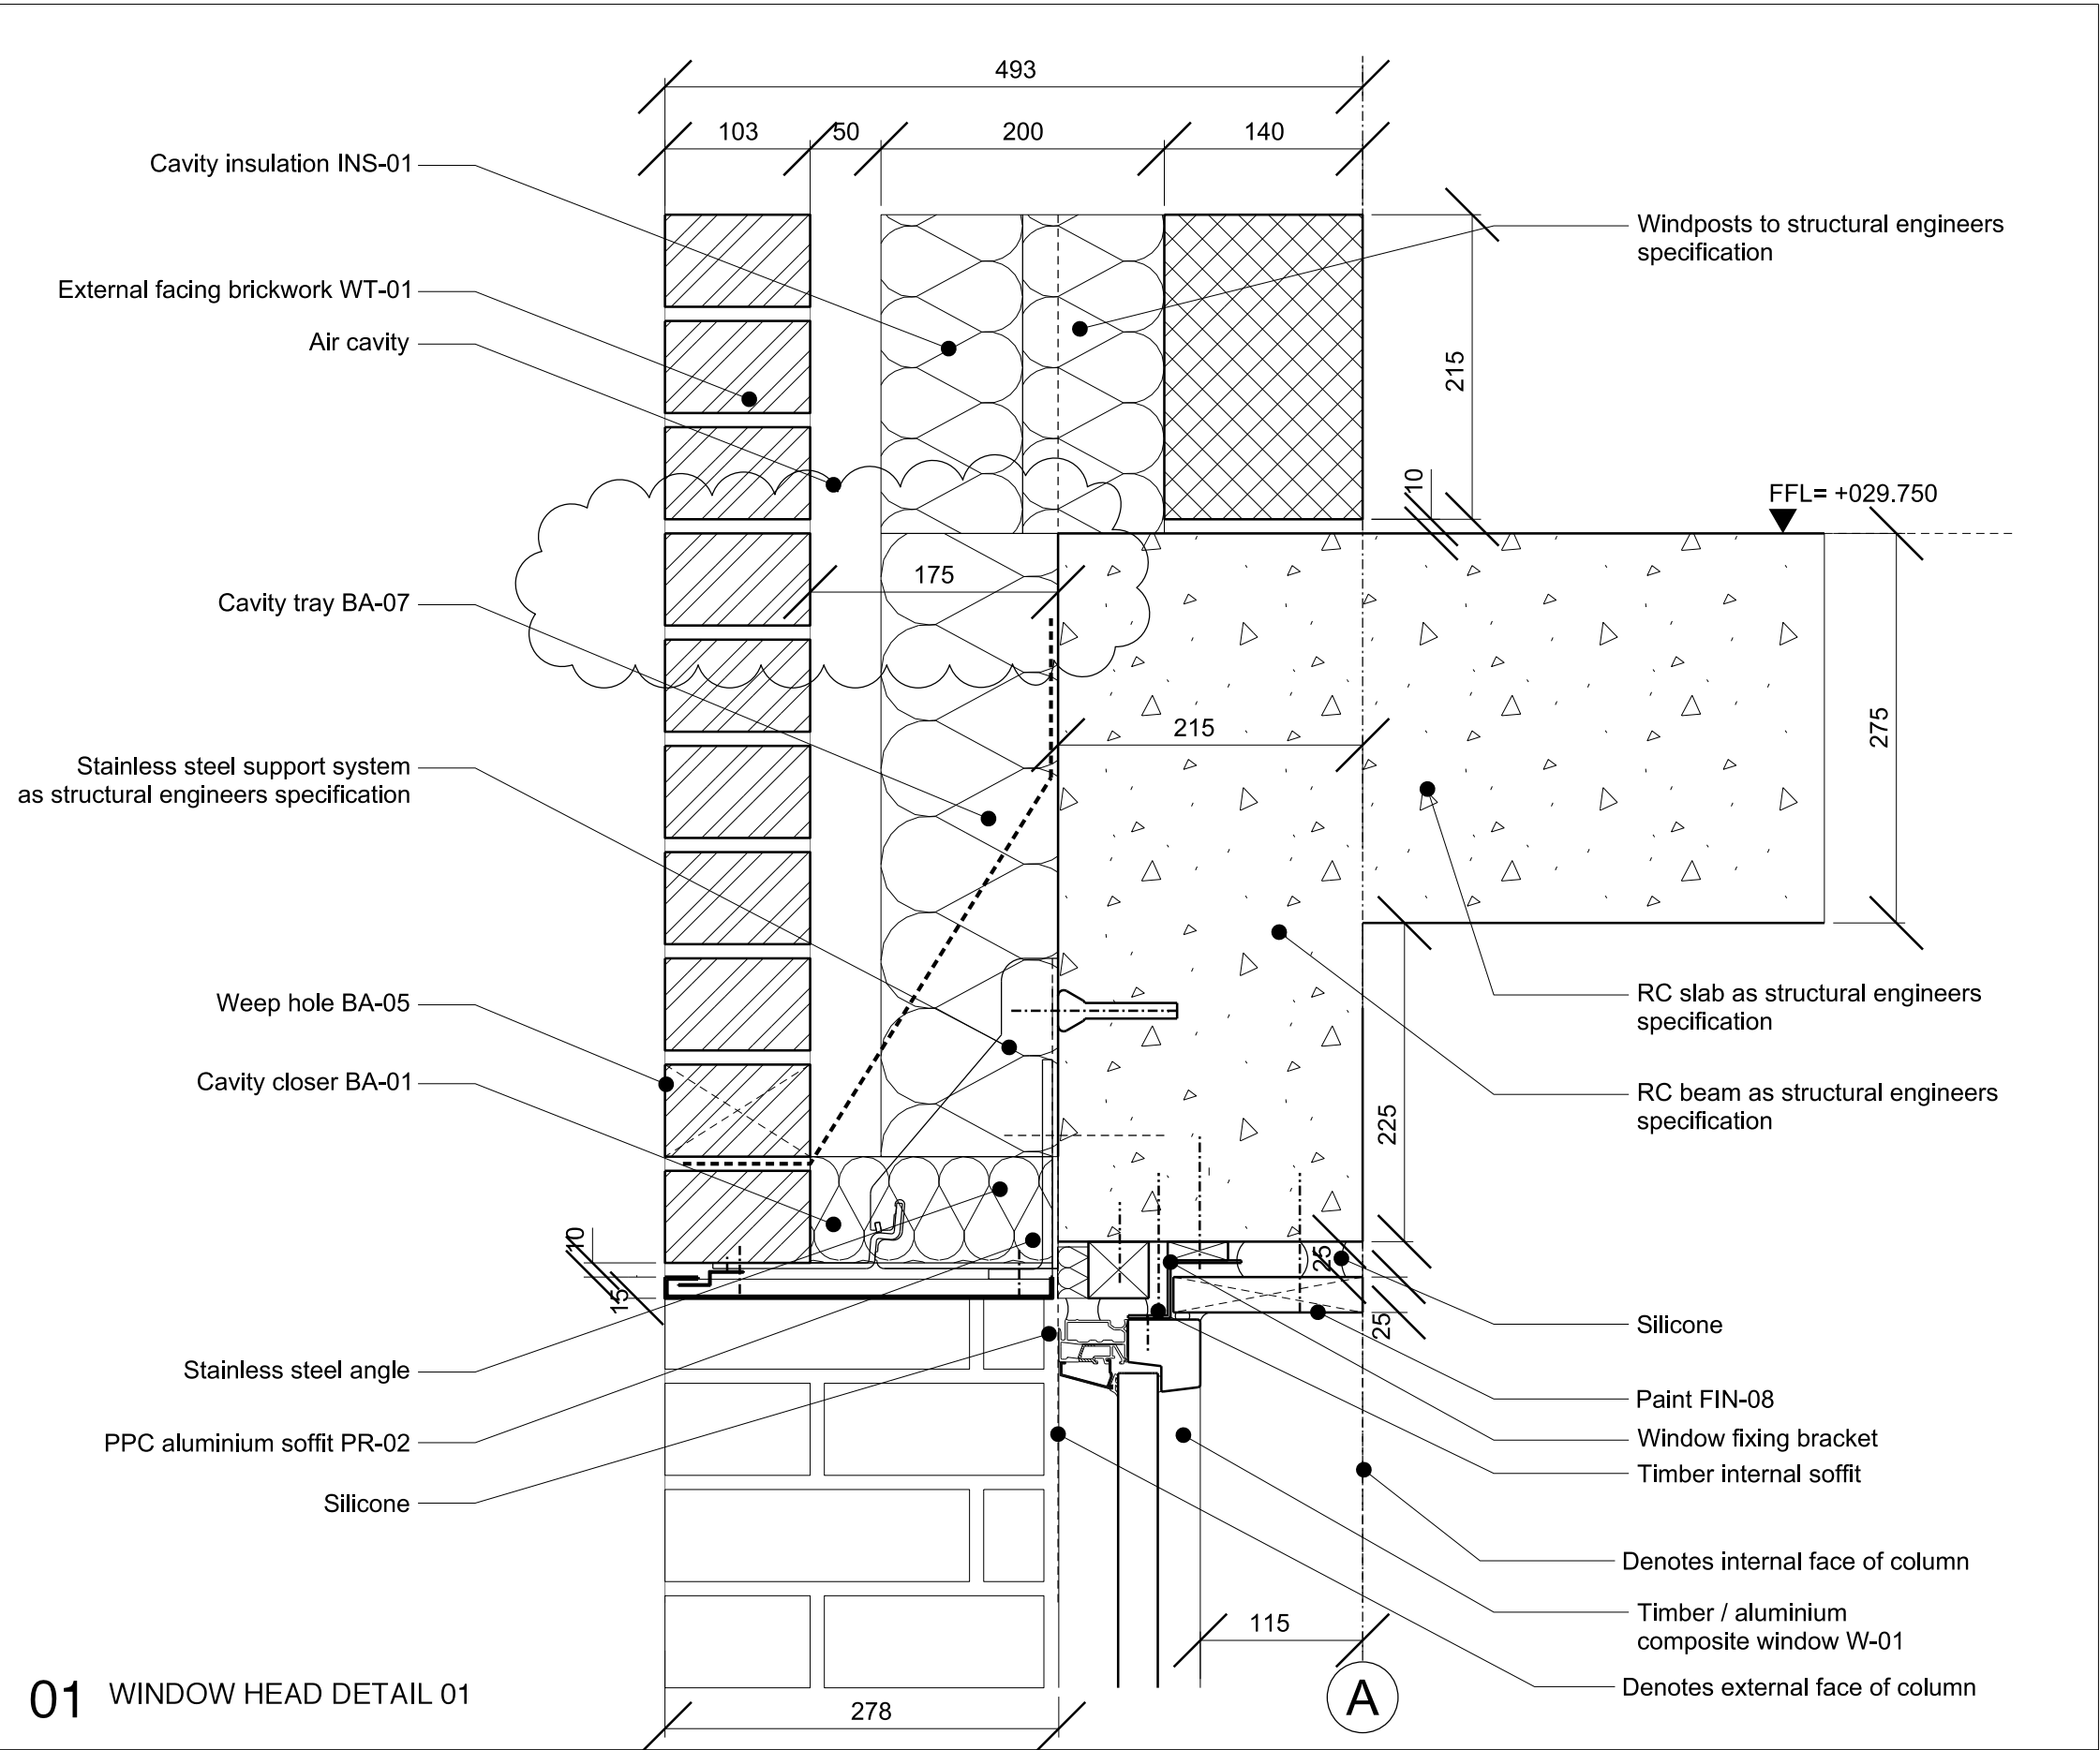 493
103
50
200
140
Cavity insulation INS-01
External facing brickwork WT-01
Air cavity
Cavity tray BA-07
Stainless steel support system
as structural engineers specification
Weep hole BA-05
Cavity closer BA-01
10
15
Stainless steel angle
PPC aluminium soffit PR-02
Silicone
175
215
215
10
FFL= +029.750
275
225
25
25
Windposts to structural engineers
specification
RC slab as structural engineers
specification
RC beam as structural engineers
specification
Silicone
Paint FIN-08
Window fixing bracket
Timber internal soffit
Denotes internal face of column
Timber / aluminium
composite window W-01
Denotes external face of column
115
A
278
01 WINDOW HEAD DETAIL 01